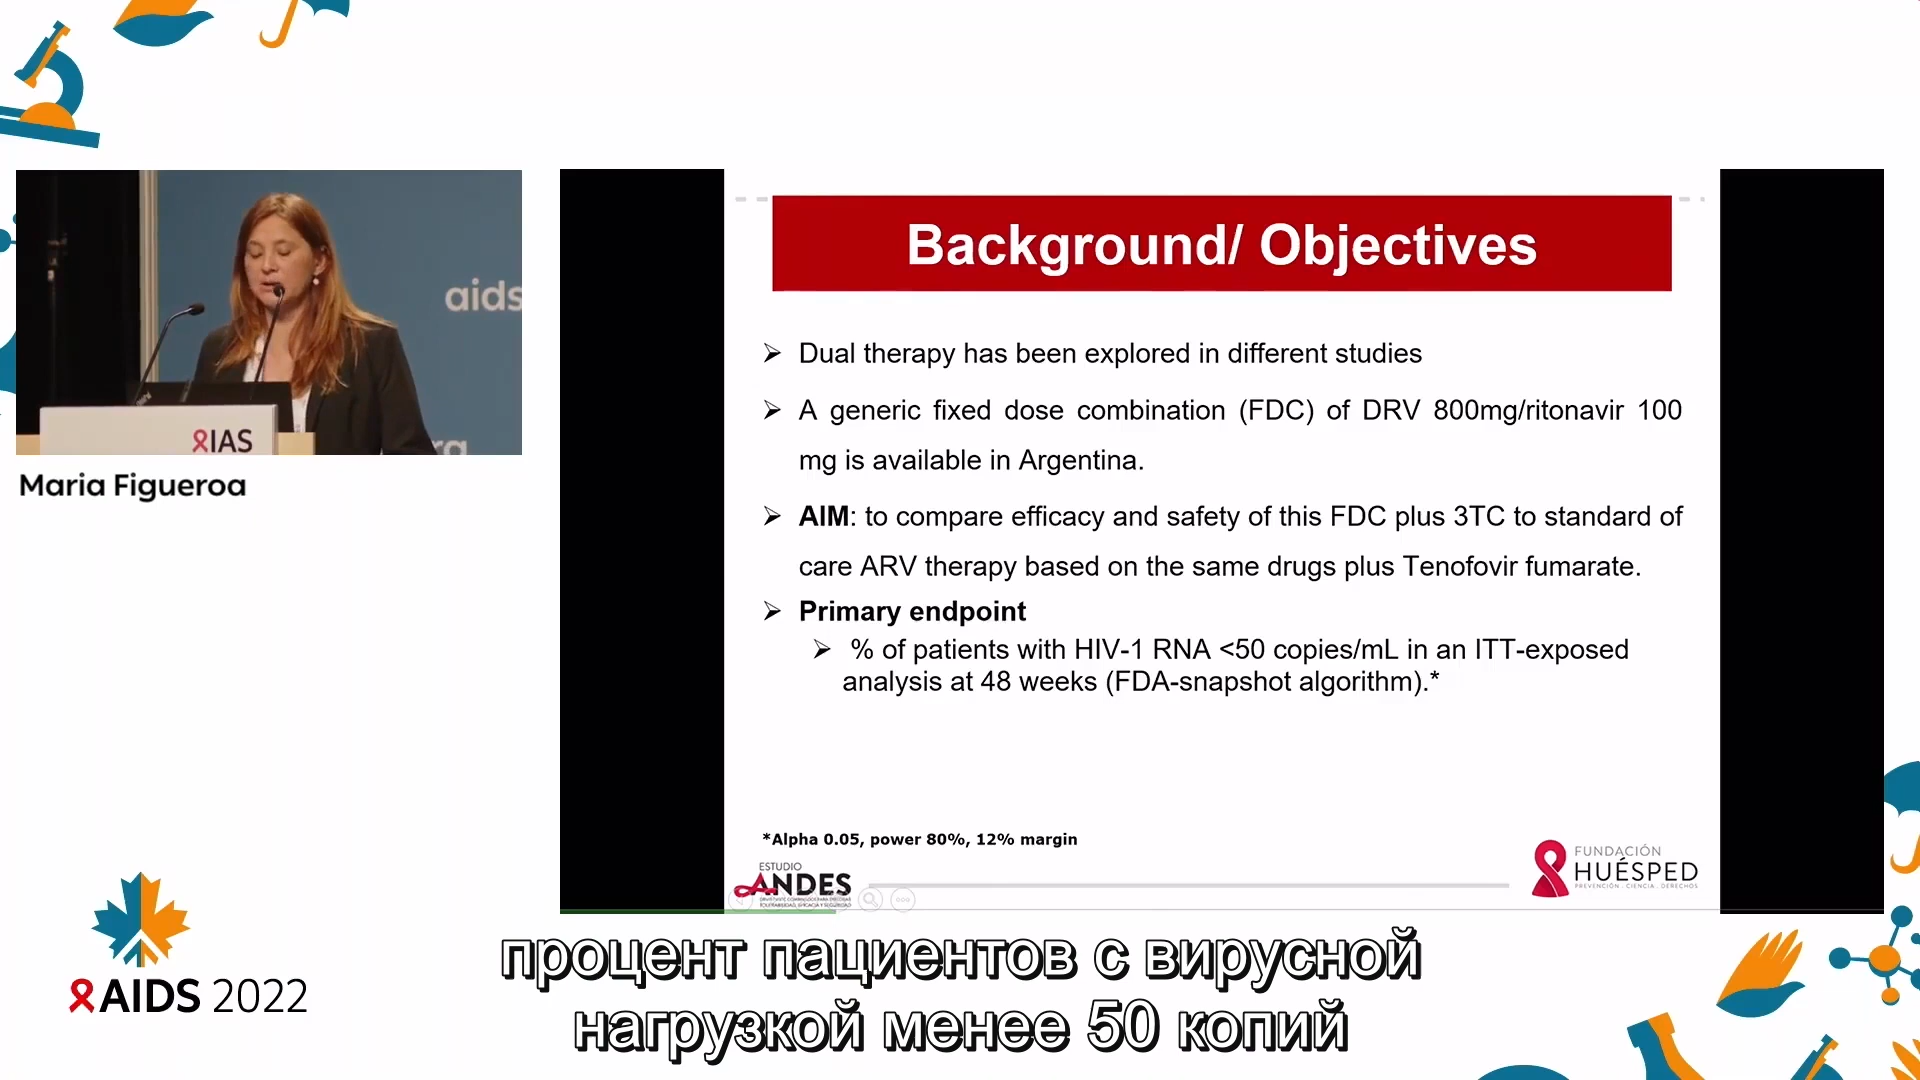 aids
IAS
Maria Figueroa
Background/ Objectives
➢ Dual therapy has been explored in different studies
➢ A generic fixed dose combination (FDC) of DRV 800mg/ritonavir 100
mg is available in Argentina.
➢ AIM: to compare efficacy and safety of this FDC plus 3TC to standard of
care ARV therapy based on the same drugs plus Tenofovir fumarate.
➢ Primary endpoint
➢ % of patients with HIV-1 RNA <50 copies/mL in an ITT-exposed
analysis at 48 weeks (FDA-snapshot algorithm).*
*Alpha 0.05, power 80%, 12% margin
ESTUDIO
ANDES
FUNDACIÓN
HUÉSPED
PREVENCIÓN . CIENCIA . DERECHOS
AIDS 2022
процент пациентов с вирусной
нагрузкой менее 50 копий